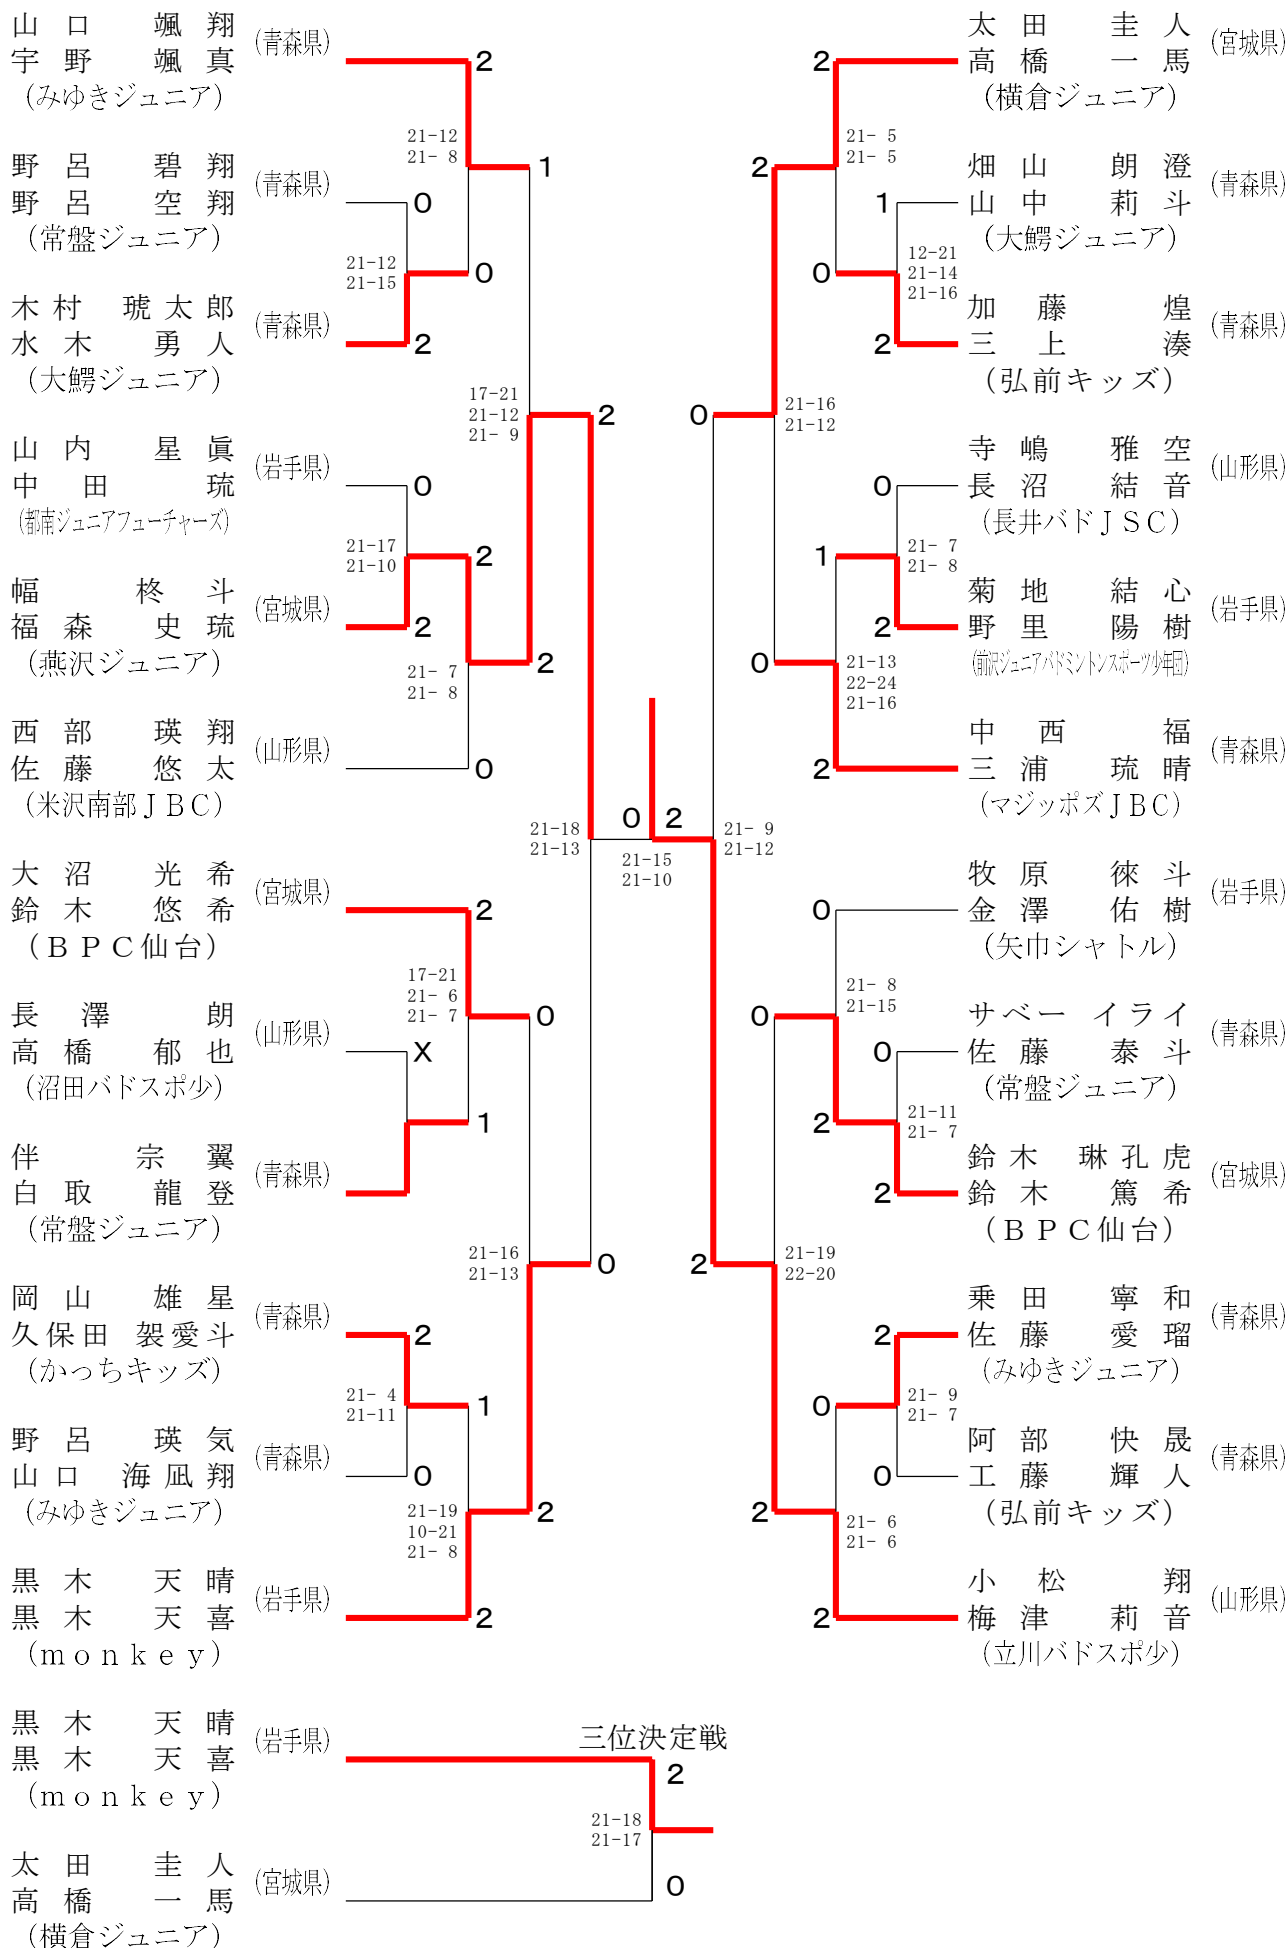 山口 颯翔
宇野 颯真
(青森県)
(みゆきジュニア)
2
21-12
21- 8
1
野呂 碧翔
野呂 空翔
(青森県)
(常盤ジュニア)
0
21-12
21-15
0
木村 琥太郎
水木 勇人
(青森県)
(大鰐ジュニア)
2
17-21
21-12
21- 9
2
山内 星眞
中田 琉
(岩手県)
(都南ジュニアフューチャーズ)
0
21-17
21-10
2
幅 柊斗
福森 史琉
(宮城県)
(燕沢ジュニア)
2
21- 7
21- 8
2
西部 瑛翔
佐藤 悠太
(山形県)
(米沢南部JBC)
0
21-18
21-13
大沼 光希
鈴木 悠希
(宮城県)
(BPC仙台)
2
17-21
21- 6
21- 7
0
長澤 朗
高橋 郁也
(山形県)
(沼田バドスポ少)
X
1
伴 宗翼
白取 龍登
(青森県)
(常盤ジュニア)
21-16
21-13
0
岡山 雄星
久保田 袈愛斗
(青森県)
(かっちキッズ)
2
21- 4
21-11
1
野呂 瑛気
山口 海凪翔
(青森県)
(みゆきジュニア)
0
21-19
10-21
21- 8
2
黒木 天晴
黒木 天喜
(岩手県)
(monkey)
2
0 2
21-15
21-10
太田 圭人
高橋 一馬
(宮城県)
(横倉ジュニア)
2
21- 5
21- 5
2
畑山 朗澄
山中 莉斗
(青森県)
(大鰐ジュニア)
1
12-21
21-14
21-16
0
加藤 煌
三上 湊
(青森県)
(弘前キッズ)
2
21-16
21-12
0
寺嶋 雅空
長沼 結音
(山形県)
(長井バドJSC)
0
21- 7
21- 8
1
菊地 結心
野里 陽樹
(岩手県)
(前沢ジュニアバドミントンスポーツ少年団)
2
21-13
22-24
21-16
0
中西 福
三浦 琉晴
(青森県)
(マジッポズJBC)
2
21- 9
21-12
牧原 徠斗
金澤 佑樹
(岩手県)
(矢巾シャトル)
0
21- 8
21-15
0
サベー イライ
佐藤 泰斗
(青森県)
(常盤ジュニア)
0
21-11
21- 7
2
鈴木 琳孔虎
鈴木 篤希
(宮城県)
(BPC仙台)
2
21-19
22-20
2
乗田 寧和
佐藤 愛瑠
(青森県)
(みゆきジュニア)
2
21- 9
21- 7
0
阿部 快晟
工藤 輝人
(青森県)
(弘前キッズ)
0
21- 6
21- 6
2
小松 翔
梅津 莉音
(山形県)
(立川バドスポ少)
2
三位決定戦
黒木 天晴
黒木 天喜
(岩手県)
(monkey)
2
21-18
21-17
太田 圭人
高橋 一馬
(宮城県)
(横倉ジュニア)
0